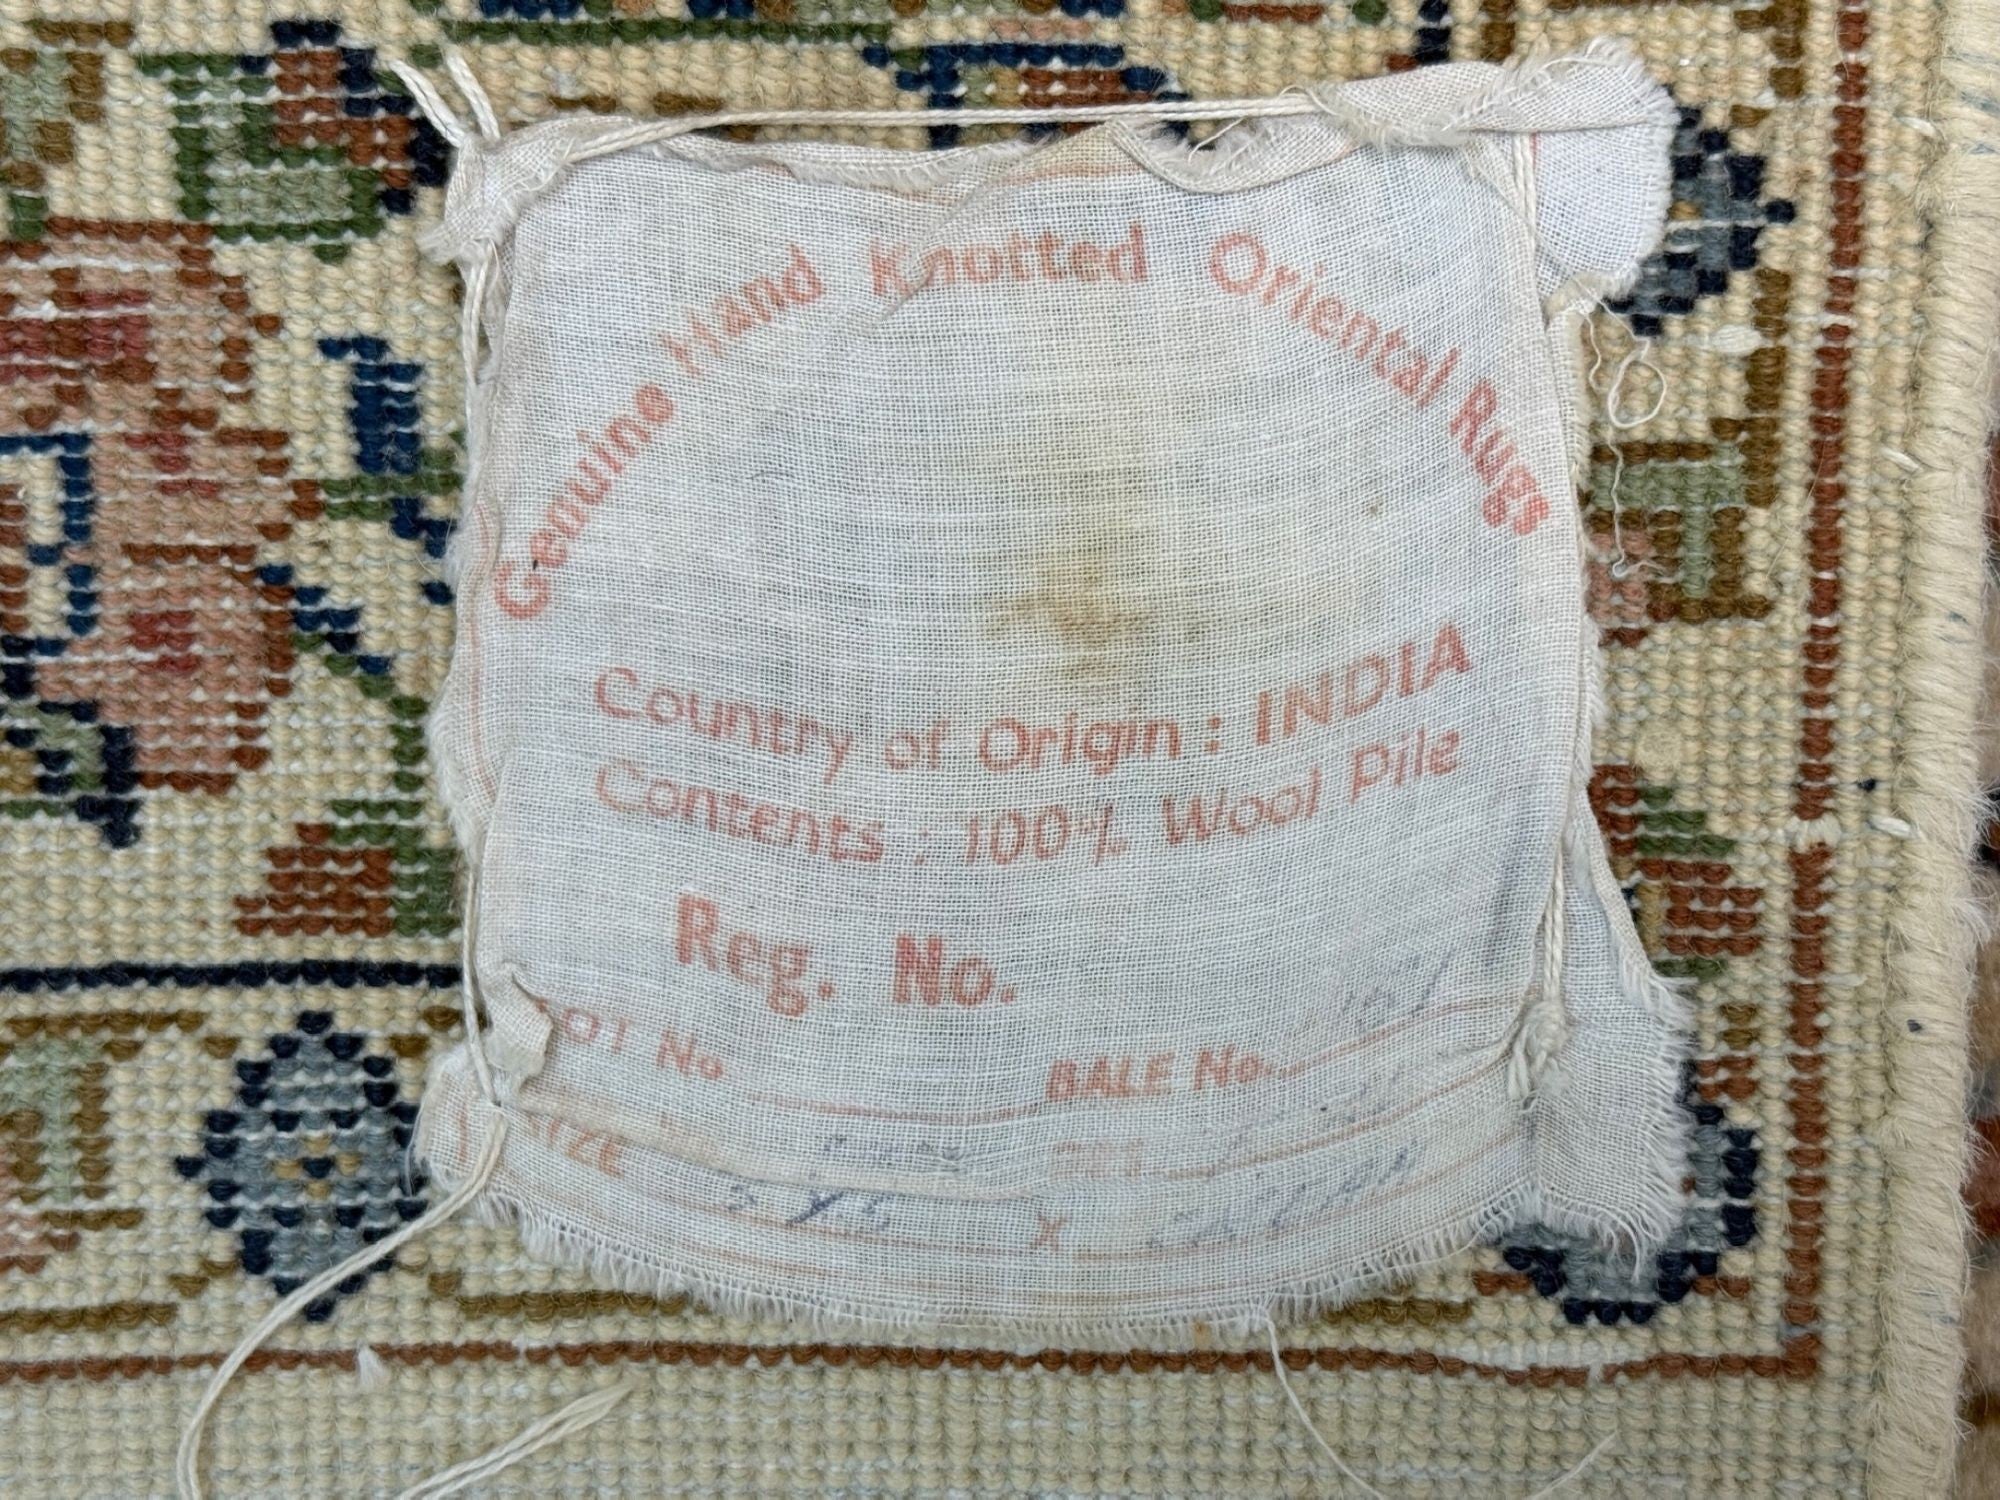 Genuine Hand Knotted Oriental Rugs
Country of Origin : INDIA
Contents : 100% Wool Pile
Reg. No.
No BALE No.
X